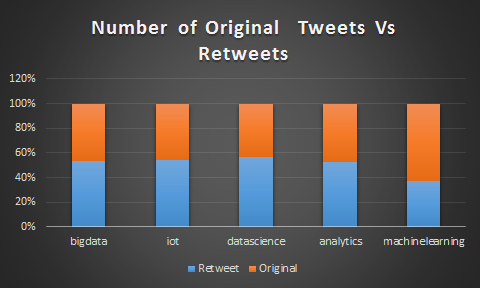 Number of Original Tweets Vs
Retweets
120%
100%
80%
60%
40%
20%
0%
bigdata iot datascience analytics machinelearning
Retweet Original